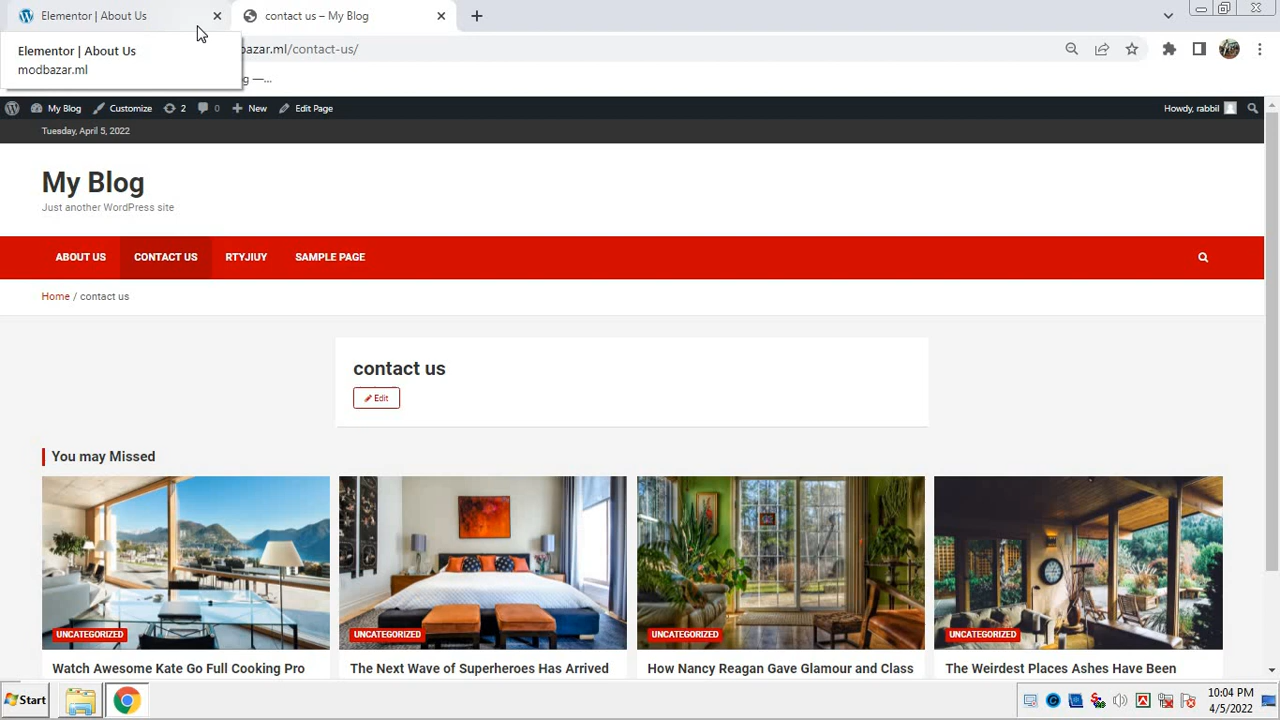 Elementor | About Us
contact us – My Blog
Elementor | About Us
modbazar.ml
bazar.ml/contact-us/
—...
My Blog
Customize
2
0
New
Edit Page
Howdy, rabbil
Tuesday, April 5, 2022
My Blog
Just another WordPress site
ABOUT US
CONTACT US
RTYJIUY
SAMPLE PAGE
Home / contact us
contact us
Edit
You may Missed
UNCATEGORIZED
UNCATEGORIZED
UNCATEGORIZED
UNCATEGORIZED
Watch Awesome Kate Go Full Cooking Pro
The Next Wave of Superheroes Has Arrived
How Nancy Reagan Gave Glamour and Class
The Weirdest Places Ashes Have Been
Start
10:04 PM
4/5/2022